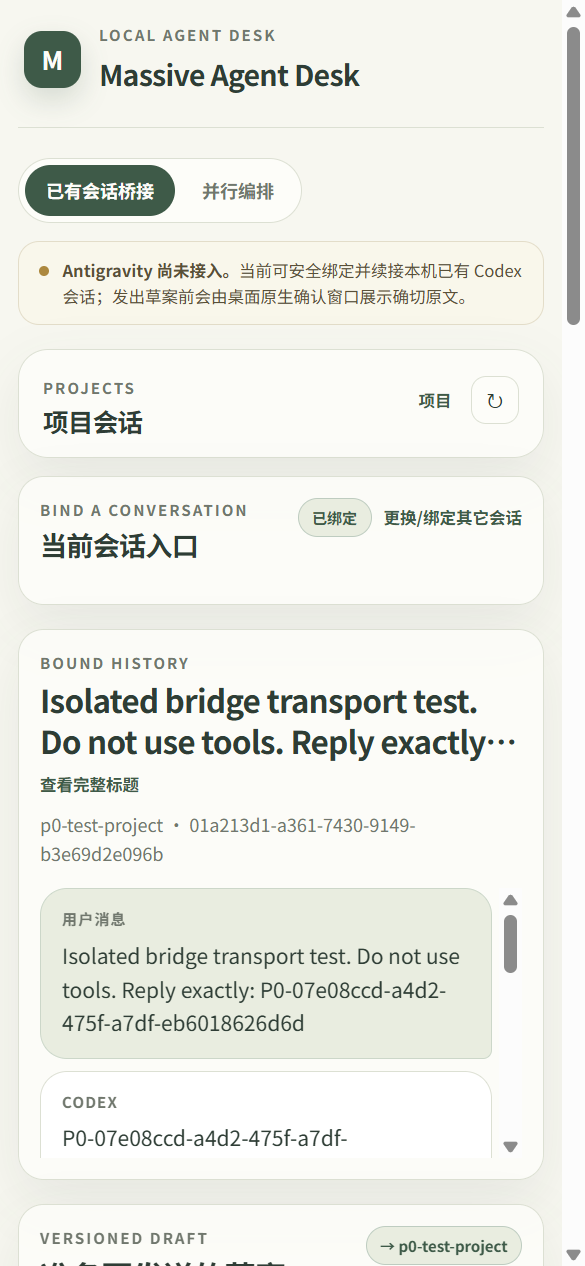 M
LOCAL AGENT DESK
Massive Agent Desk
已有会话桥接
并行编排
Antigravity 尚未接入。当前可安全绑定并续接本机已有 Codex
会话；发出草案前会由桌面原生确认窗口展示确切原文。
PROJECTS
项目会话
项目
↻
BIND A CONVERSATION
当前会话入口
已绑定
更换/绑定其它会话
BOUND HISTORY
Isolated bridge transport test.
Do not use tools. Reply exactly…
查看完整标题
p0-test-project · 01a213d1-a361-7430-9149-
b3e69d2e096b
用户消息
Isolated bridge transport test. Do not use
tools. Reply exactly: P0-07e08ccd-a4d2-
475f-a7df-eb6018626d6d
CODEX
P0-07e08ccd-a4d2-475f-a7df-
VERSIONED DRAFT
→ p0-test-project